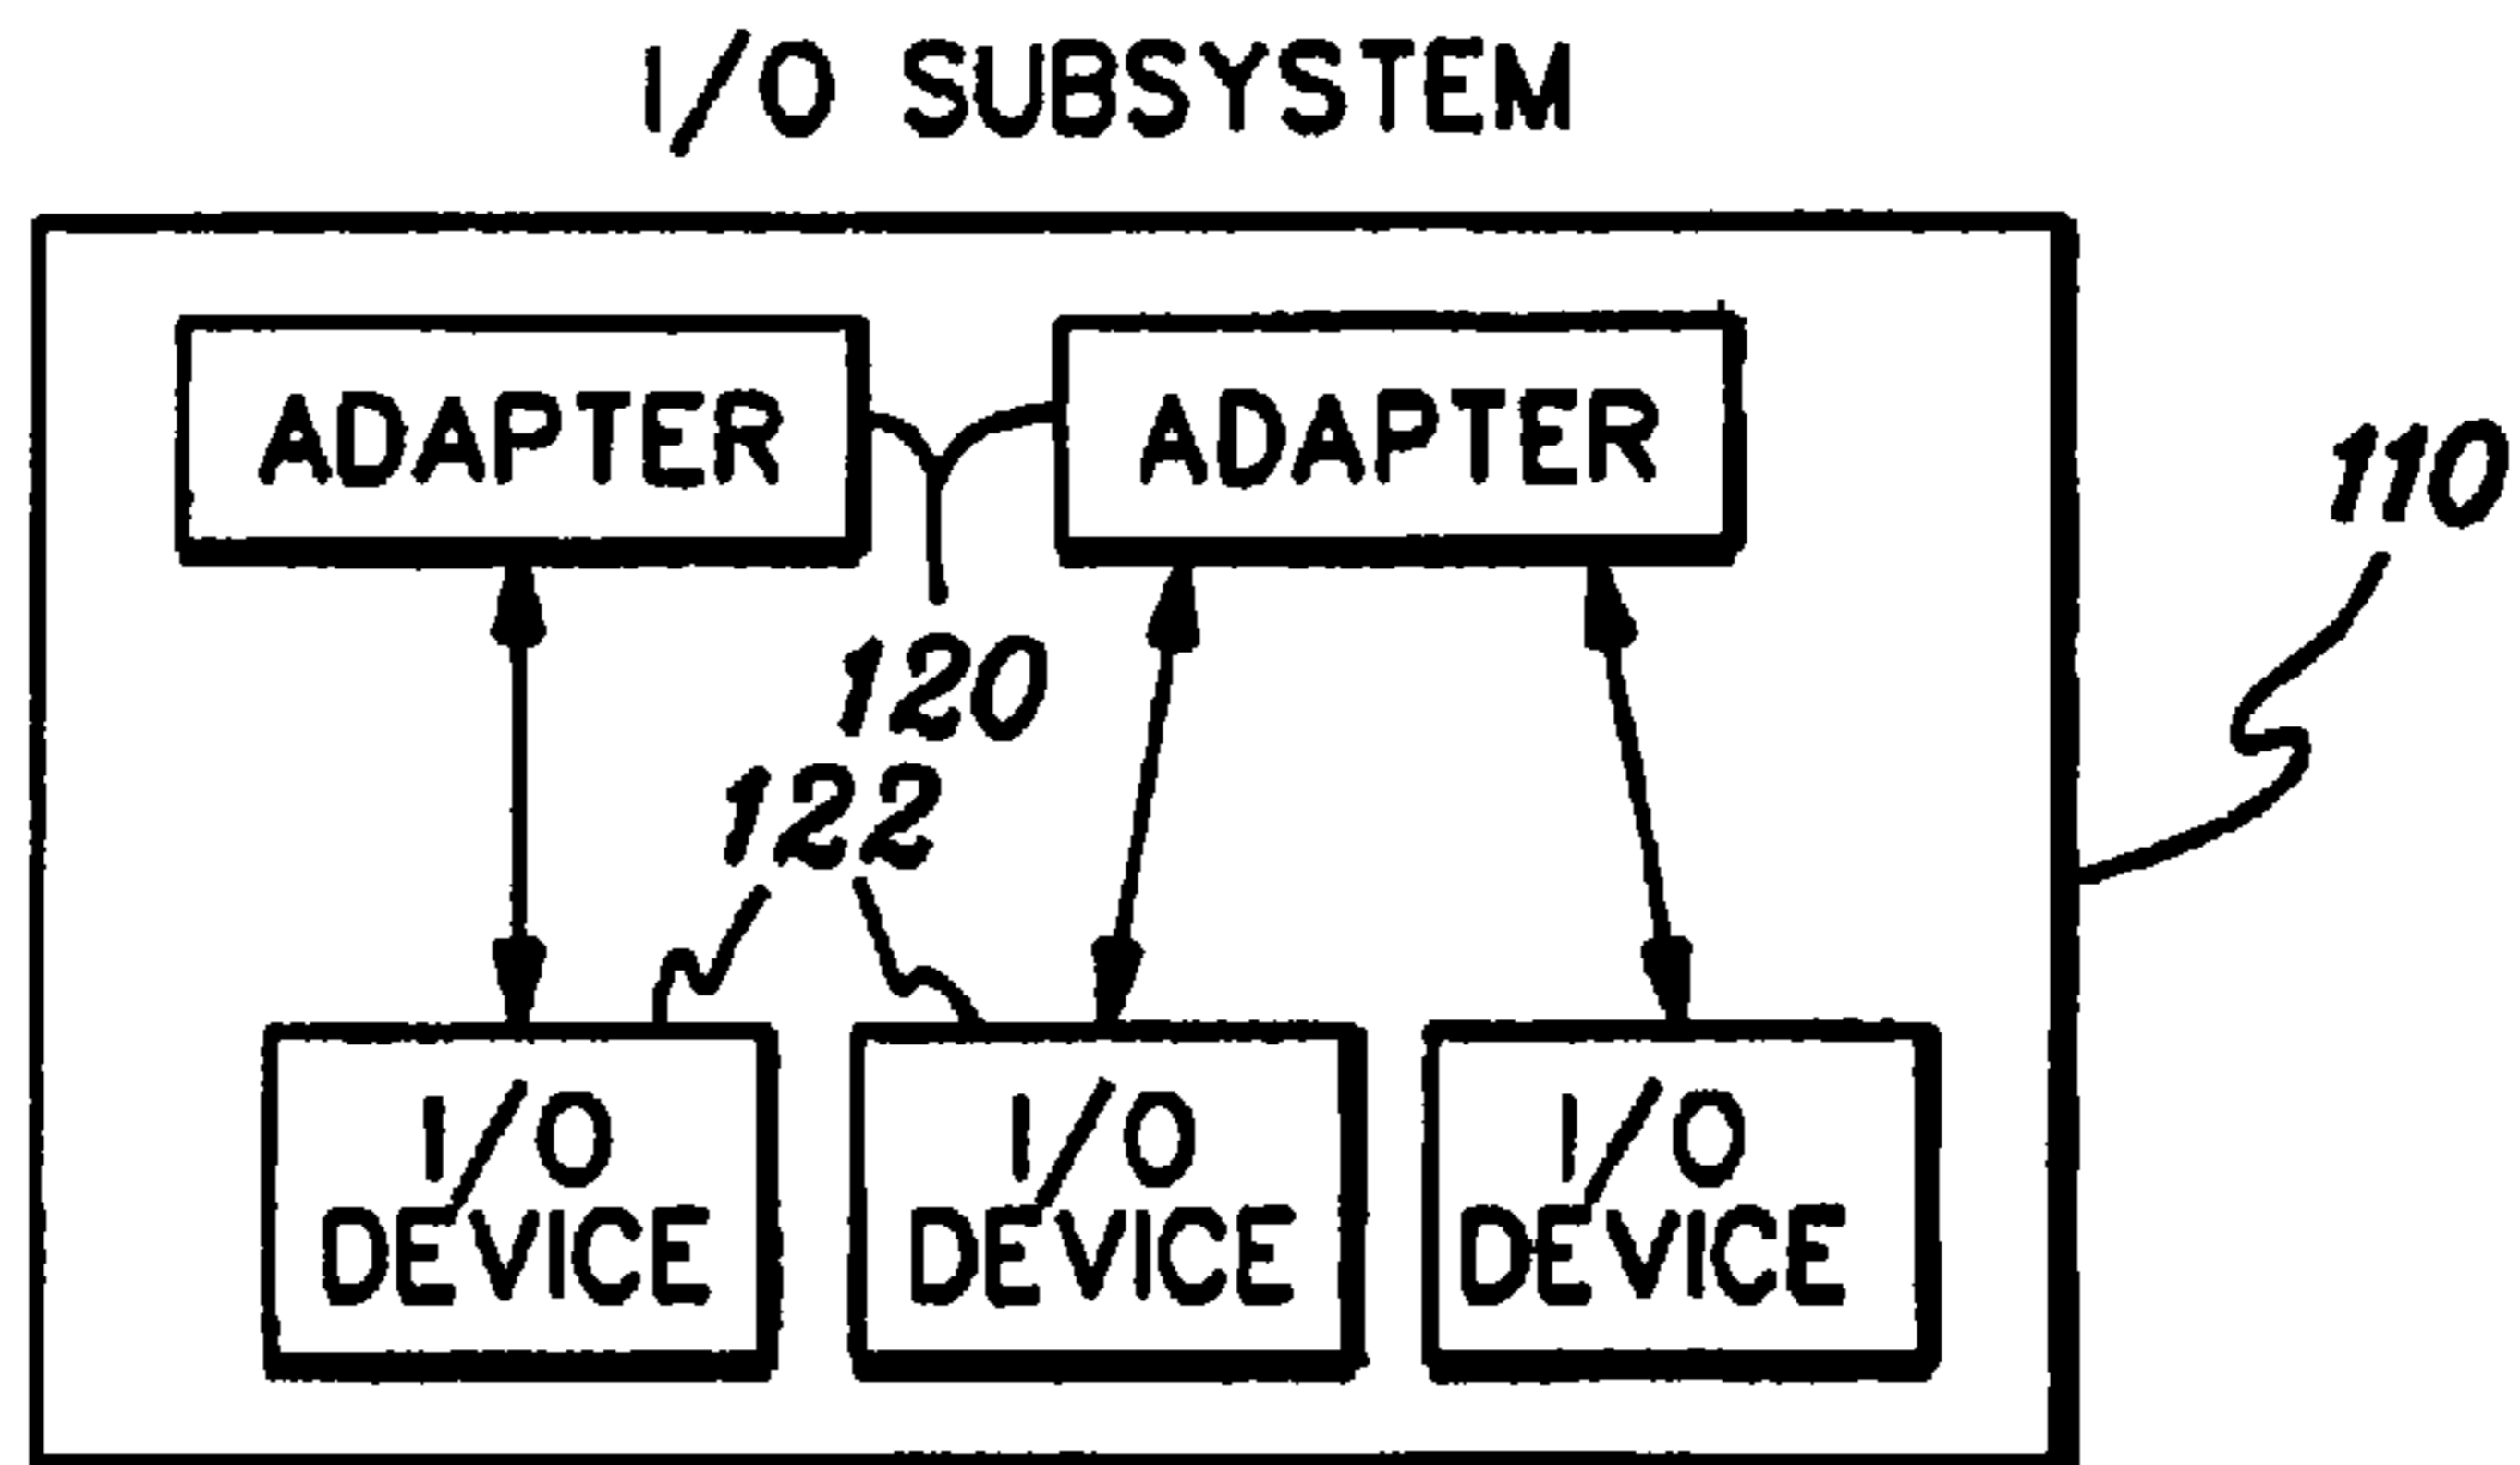 I/O SUBSYSTEM
ADAPTER
ADAPTER
110
120
122
I/O
DEVICE
I/O
DEVICE
I/O
DEVICE